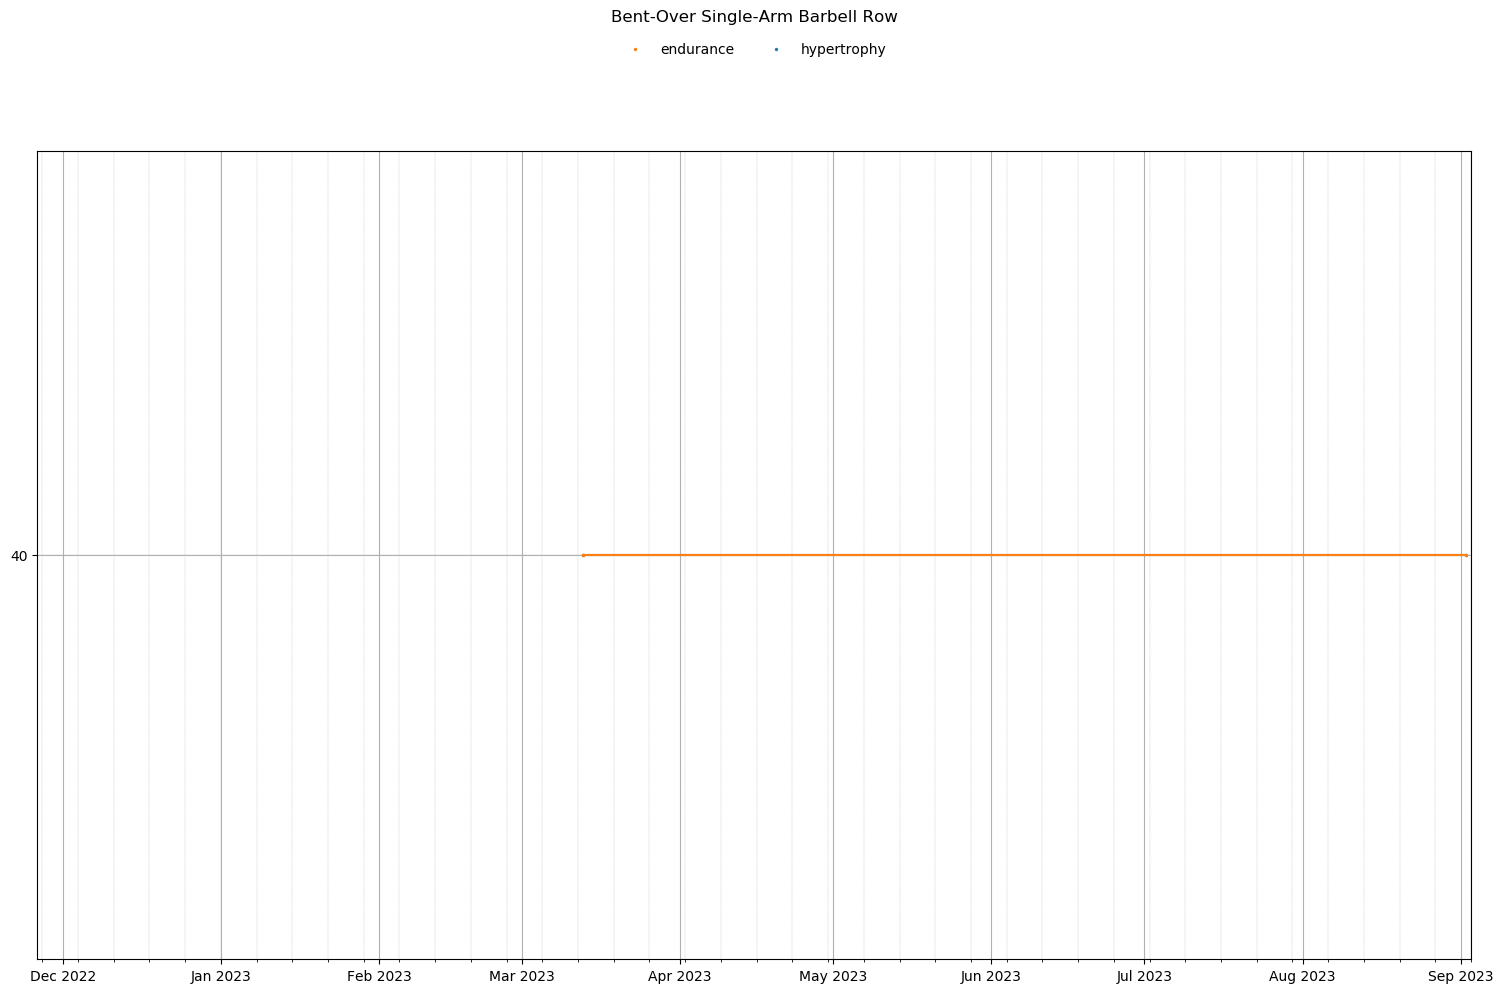 Bent-Over Single-Arm Barbell Row
endurance hypertrophy
40
Dec 2022 Jan 2023 Feb 2023 Mar 2023 Apr 2023 May 2023 Jun 2023 Jul 2023 Aug 2023 Sep 2023